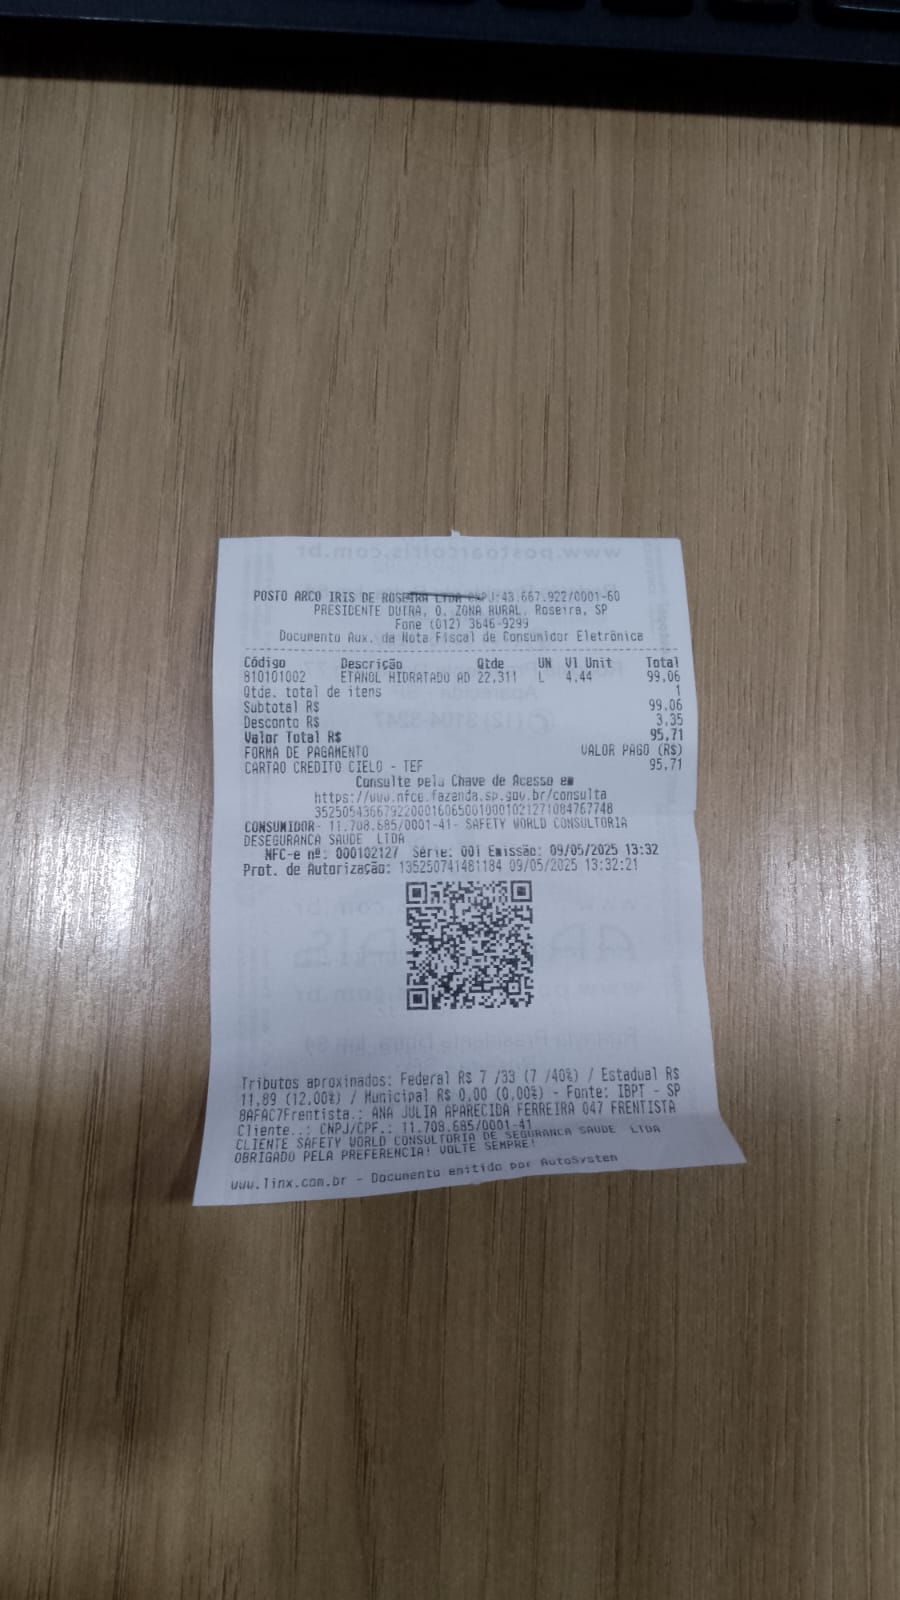 POSTO ARCO IRIS DE ROSEIRA LTDA CNPJ:43.667.922/0001-60
PRESIDENTE DUTRA, 0. ZONA RURAL. Roseira, SP
Fone (012) 3646-9299
Documento Aux. da Nota Fiscal de Consumidor Eletrônica
Código Descrição Qtde UN Vl Unit Total
810101002 ETANOL HIDRATADO AD 22,311 L 4,44 99,06
Qtde. total de itens 1
Subtotal R$ 99,06
Desconto R$ 3,35
Valor Total R$ 95,71
FORMA DE PAGAMENTO VALOR PAGO (R$)
CARTAO CREDITO CIELO - TEF 95,71
Consulte pela Chave de Acesso em
https://www.nfce.fazenda.sp.gov.br/consulta
CONSUMIDOR- 11.708.685/0001-41- SAFETY WORLD CONSULTORIA
DESEGURANCA SAUDE LTDA
NFC-e nº: 000102127 Série: 001 Emissão: 09/05/2025 13:32
Prot. de Autorização: 135250741481184 09/05/2025 13:32:21
Tributos aproximados: Federal R$ 7 /33 (7 /40%) / Estadual R$
11,89 (12,00%) / Municipal R$ 0,00 (0,00%) - Fonte: IBPT - SP
8AFAC7Frentista.: ANA JULIA APARECIDA FERREIRA 047 FRENTISTA
Cliente..: CNPJ/CPF.: 11.708.685/0001-41
CLIENTE SAFETY WORLD CONSULTORIA DE SEGURANCA SAUDE LTDA
OBRIGADO PELA PREFERENCIA! VOLTE SEMPRE!
www.linx.com.br - Documento emitido por AutoSystem